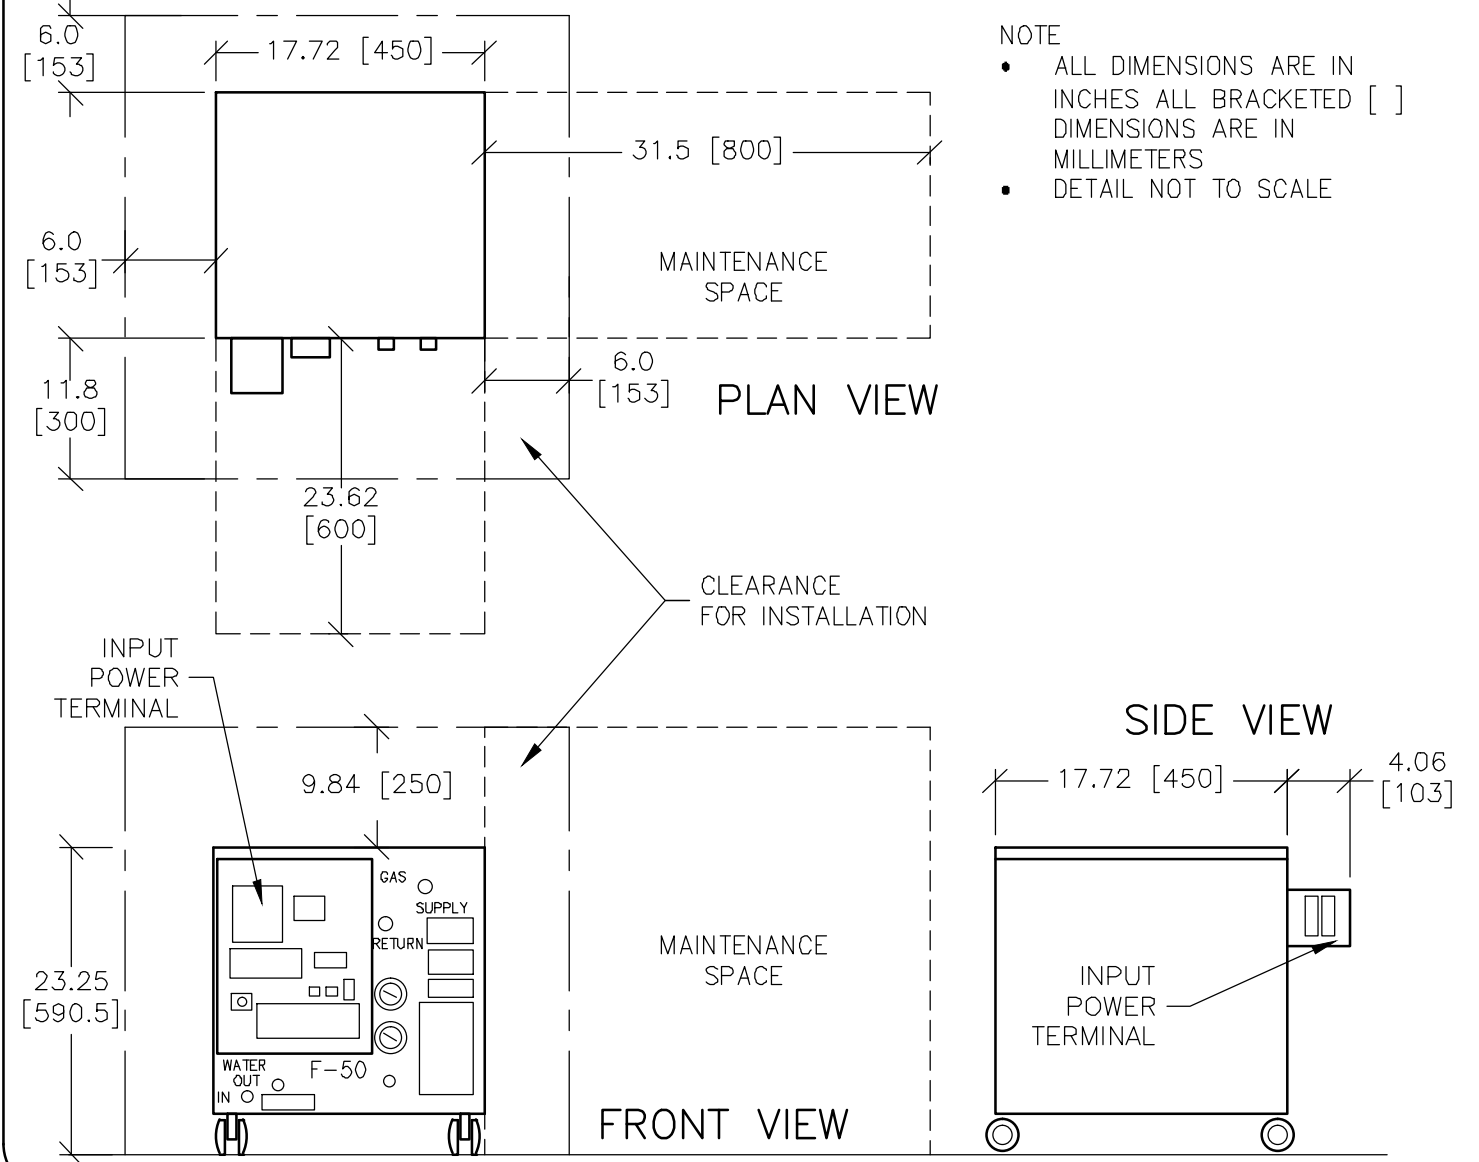 6.0
[153]
17.72 [450]
NOTE
• ALL DIMENSIONS ARE IN
INCHES ALL BRACKETED [ ]
DIMENSIONS ARE IN
MILLIMETERS
• DETAIL NOT TO SCALE
31.5 [800]
6.0
[153]
MAINTENANCE
SPACE
11.8
[300]
6.0
[153]
PLAN VIEW
23.62
[600]
CLEARANCE
FOR INSTALLATION
INPUT
POWER
TERMINAL
SIDE VIEW
9.84 [250]
17.72 [450]
4.06
[103]
GAS
SUPPLY
RETURN
MAINTENANCE
SPACE
23.25
[590.5]
INPUT
POWER
TERMINAL
WATER
OUT
IN
F-50
FRONT VIEW